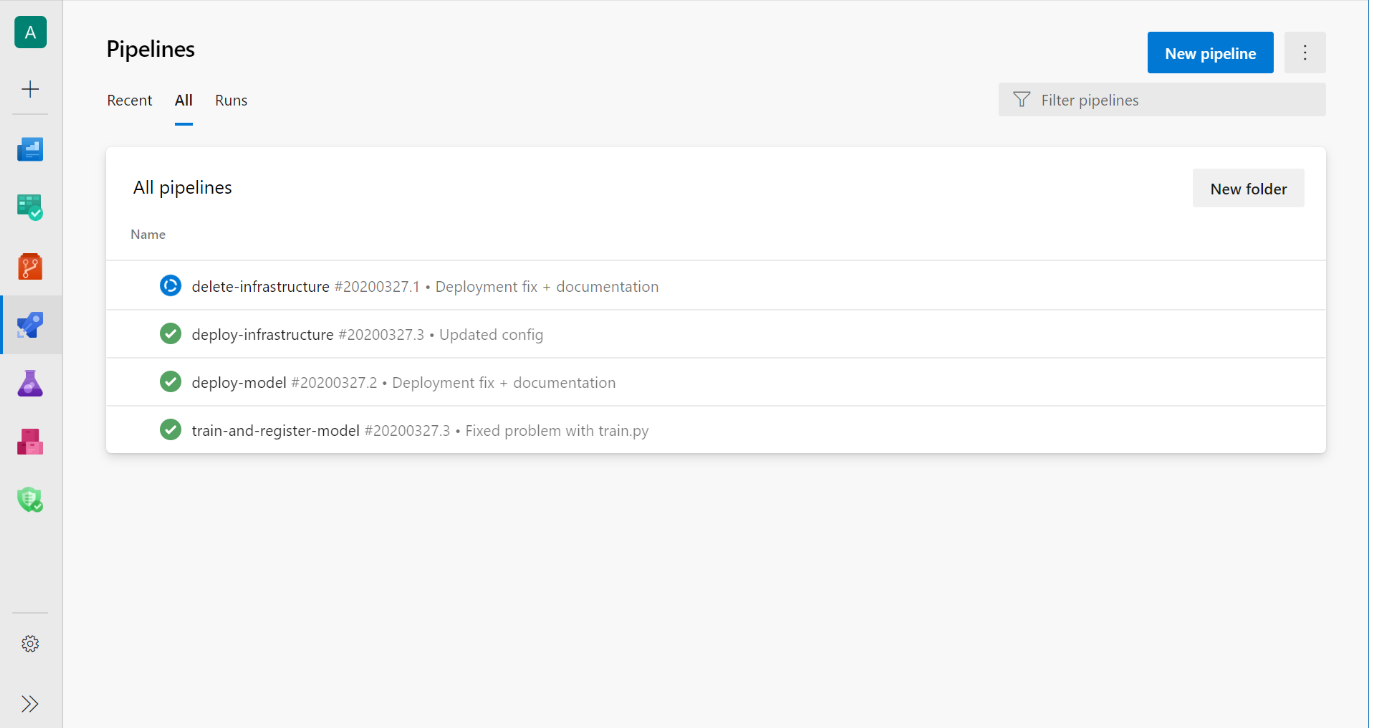 A
Pipelines
New pipeline
Recent All Runs
Filter pipelines
All pipelines
New folder
Name
delete-infrastructure #20200327.1 • Deployment fix + documentation
deploy-infrastructure #20200327.3 • Updated config
deploy-model #20200327.2 • Deployment fix + documentation
train-and-register-model #20200327.3 • Fixed problem with train.py